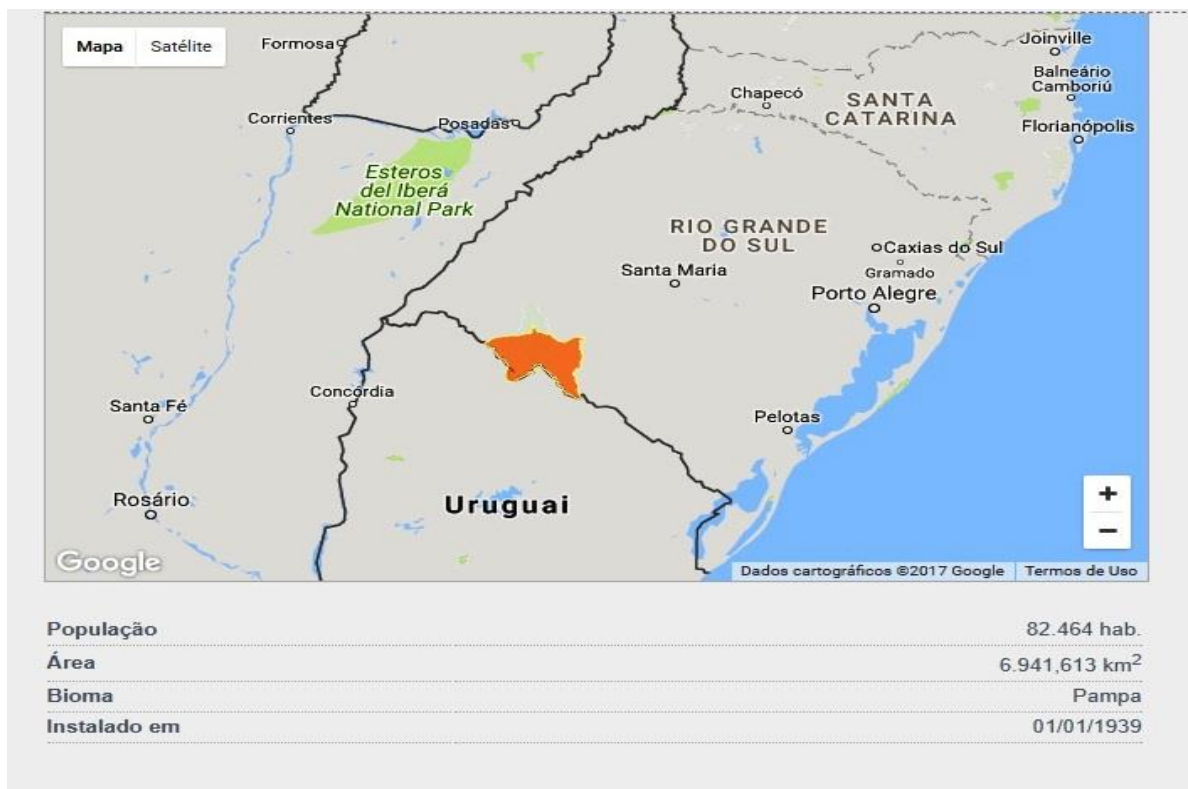 Mapa
Satélite
Formosa
Joinville
Balneário
Camboriú
Chapecó
SANTA
CATARINA
Corrientes
Posadas
Florianópolis
Esteros
del Iberá
National Park
RIO GRANDE
DO SUL
Caxias do Sul
Santa Maria
Gramado
Porto Alegre
Concórdia
Santa Fé
Pelotas
Rosário
Uruguai
+
−
Google
Dados cartográficos ©2017 Google
Termos de Uso
População 82.464 hab.
Área 6.941,613 km²
Bioma Pampa
Instalado em 01/01/1939